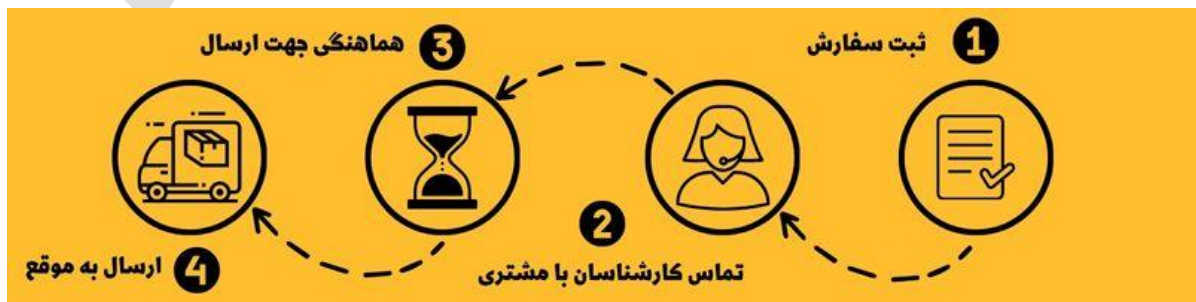 1 ثبت سفارش
2 تماس کارشناسان با مشتری
3 هماهنگی جهت ارسال
4 ارسال به موقع